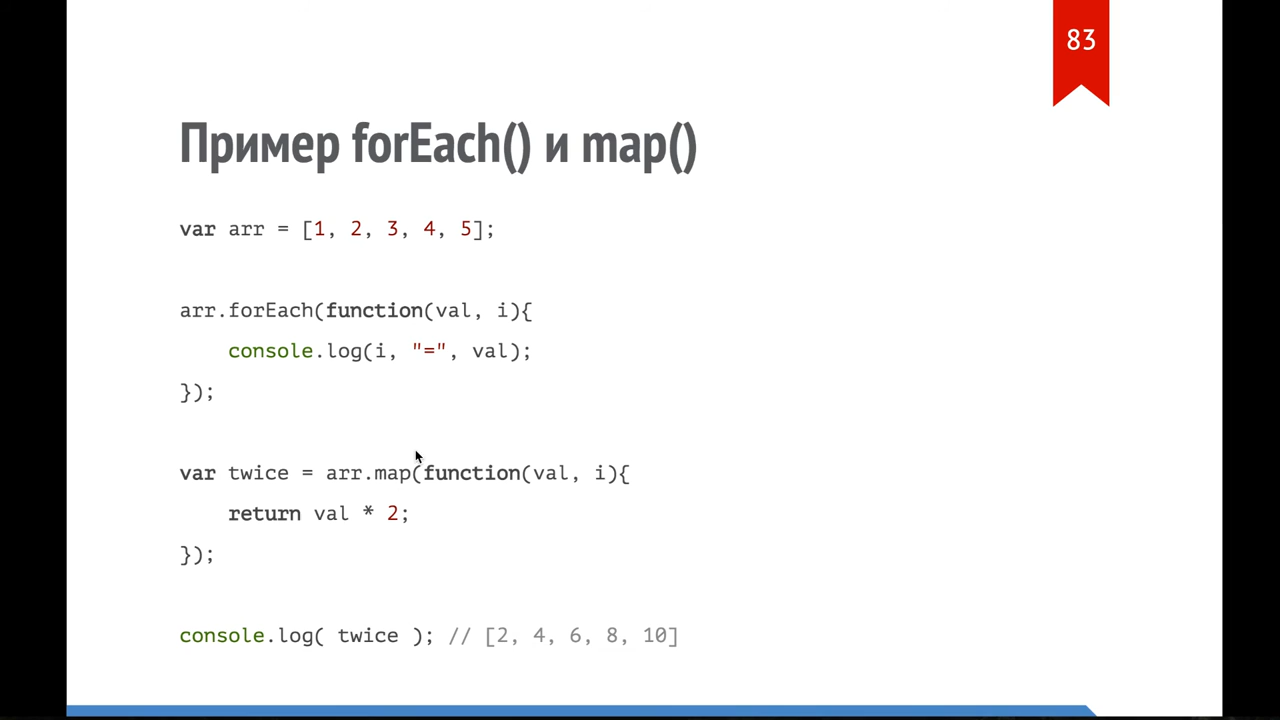 83
Пример forEach() и map()
var arr = [1, 2, 3, 4, 5];
arr.forEach(function(val, i){
    console.log(i, "=", val);
});
var twice = arr.map(function(val, i){
    return val * 2;
});
console.log( twice ); // [2, 4, 6, 8, 10]